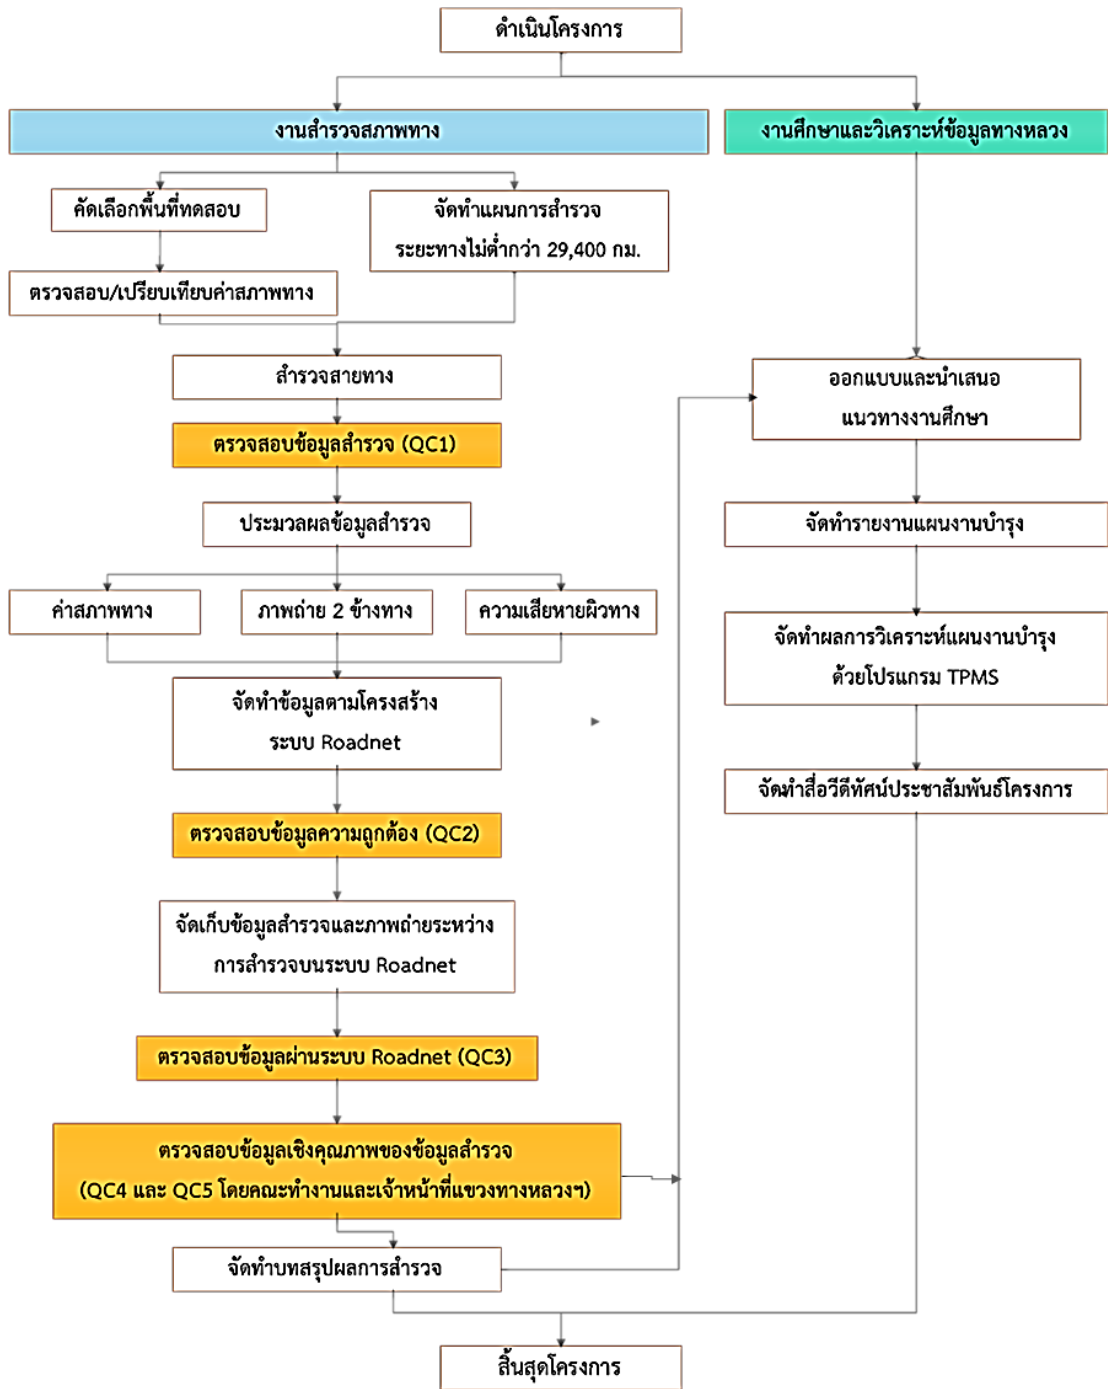 ดำเนินโครงการ
งานสำรวจสภาพทาง
งานศึกษาและวิเคราะห์ข้อมูลทางหลวง
คัดเลือกพื้นที่ทดสอบ
จัดทำแผนการสำรวจ
ระยะทางไม่ต่ำกว่า 29,400 กม.
ตรวจสอบ/เปรียบเทียบค่าสภาพทาง
สำรวจสายทาง
ออกแบบและนำเสนอ
แนวทางงานศึกษา
ตรวจสอบข้อมูลสำรวจ (QC1)
ประมวลผลข้อมูลสำรวจ
จัดทำรายงานแผนงานบำรุง
ค่าสภาพทาง
ภาพถ่าย 2 ข้างทาง
ความเสียหายผิวทาง
จัดทำผลการวิเคราะห์แผนงานบำรุง
ด้วยโปรแกรม TPMS
จัดทำข้อมูลตามโครงสร้าง
ระบบ Roadnet
จัดทำสื่อวีดีทัศน์ประชาสัมพันธ์โครงการ
ตรวจสอบข้อมูลความถูกต้อง (QC2)
จัดเก็บข้อมูลสำรวจและภาพถ่ายระหว่าง
การสำรวจบนระบบ Roadnet
ตรวจสอบข้อมูลผ่านระบบ Roadnet (QC3)
ตรวจสอบข้อมูลเชิงคุณภาพของข้อมูลสำรวจ
(QC4 และ QC5 โดยคณะทำงานและเจ้าหน้าที่แขวงทางหลวงฯ)
จัดทำบทสรุปผลการสำรวจ
สิ้นสุดโครงการ